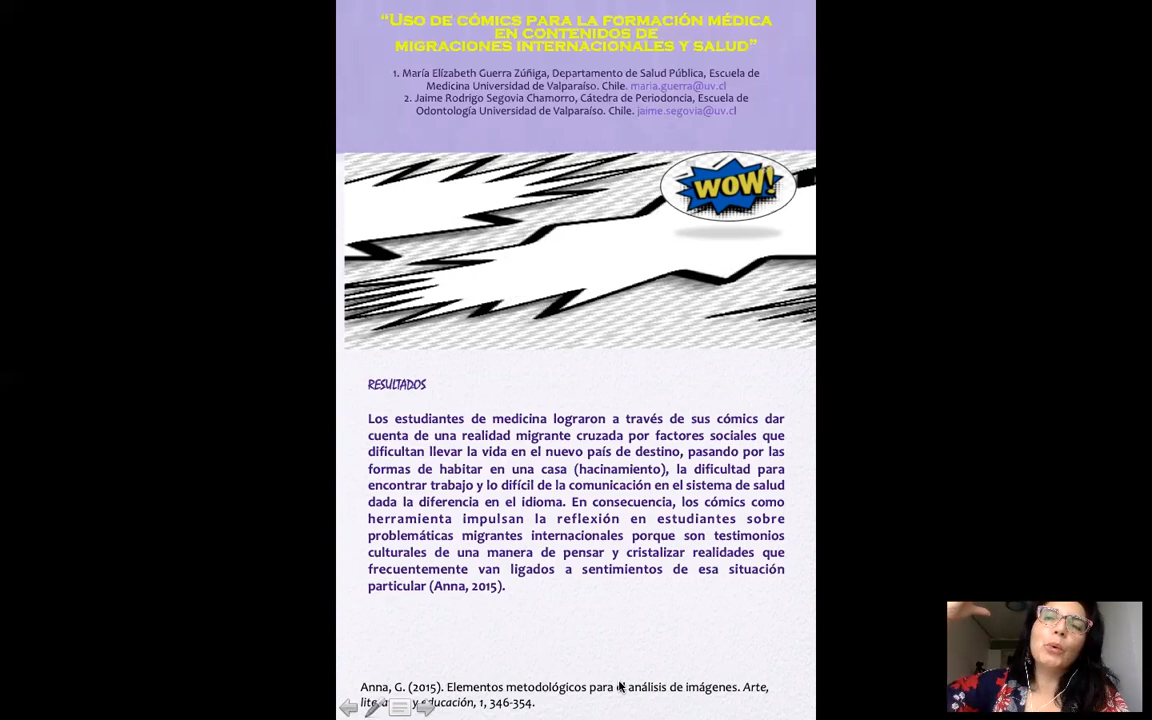 “USO DE CÓMICS PARA LA FORMACIÓN MÉDICA
EN CONTENIDOS DE
MIGRACIONES INTERNACIONALES Y SALUD”
1. María Elízabeth Guerra Zúñiga, Departamento de Salud Pública, Escuela de
Medicina Universidad de Valparaíso. Chile. maria.guerra@uv.cl
2. Jaime Rodrigo Segovia Chamorro, Cátedra de Periodoncia, Escuela de
Odontología Universidad de Valparaíso. Chile. jaime.segovia@uv.cl
WOW!
RESULTADOS
Los estudiantes de medicina lograron a través de sus cómics dar
cuenta de una realidad migrante cruzada por factores sociales que
dificultan llevar la vida en el nuevo país de destino, pasando por las
formas de habitar en una casa (hacinamiento), la dificultad para
encontrar trabajo y lo difícil de la comunicación en el sistema de salud
dada la diferencia en el idioma. En consecuencia, los cómics como
herramienta impulsan la reflexión en estudiantes sobre
problemáticas migrantes internacionales porque son testimonios
culturales de una manera de pensar y cristalizar realidades que
frecuentemente van ligados a sentimientos de esa situación
particular (Anna, 2015).
Anna, G. (2015). Elementos metodológicos para análisis de imágenes. Arte,
y educación, 1, 346-354.